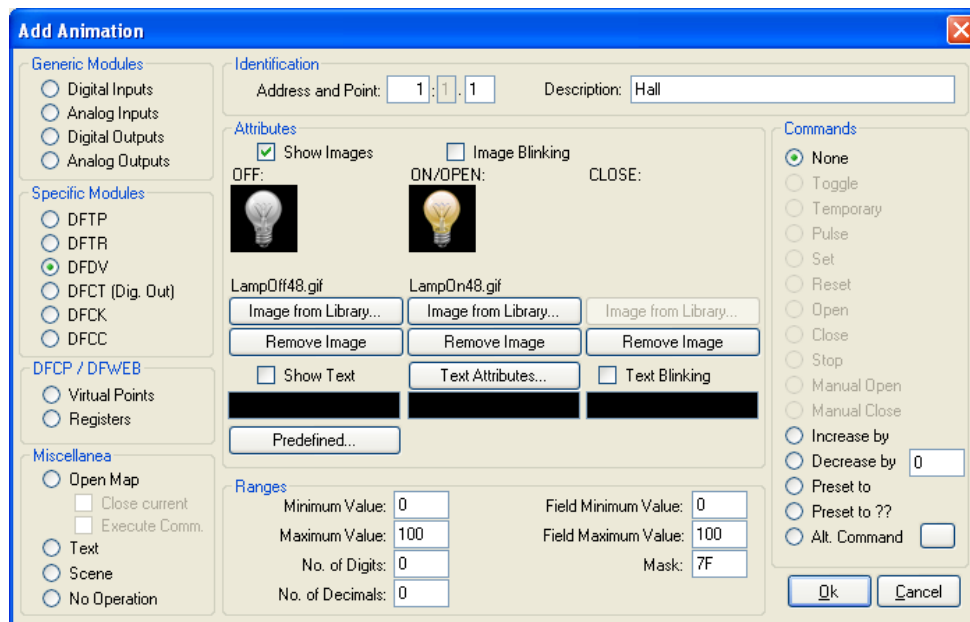 Add Animation
Generic Modules
Digital Inputs
Analog Inputs
Digital Outputs
Analog Outputs
Specific Modules
DFTP
DFTR
DFDV
DFCT (Dig. Out)
DFCK
DFCC
DFCP / DFWEB
Virtual Points
Registers
Miscellanea
Open Map
Close current
Execute Comm.
Text
Scene
No Operation
Identification
Address and Point: 1 : 1 . 1 Description: Hall
Attributes
Show Images Image Blinking
OFF: ON/OPEN: CLOSE:
LampOff48.gif LampOn48.gif
Image from Library... Image from Library... Image from Library...
Remove Image Remove Image Remove Image
Show Text Text Attributes... Text Blinking
Predefined...
Ranges
Minimum Value: 0 Field Minimum Value: 0
Maximum Value: 100 Field Maximum Value: 100
No. of Digits: 0 Mask: 7F
No. of Decimals: 0
Commands
None
Toggle
Temporary
Pulse
Set
Reset
Open
Close
Stop
Manual Open
Manual Close
Increase by
Decrease by 0
Preset to
Preset to ??
Alt. Command
Ok Cancel